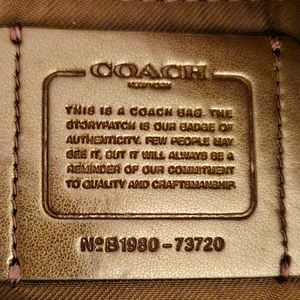 COACH
NEW YORK
THIS IS A COACH BAG. THE
STORYPATCH IS OUR BADGE OF
AUTHENTICITY. FEW PEOPLE MAY
SEE IT, BUT IT WILL ALWAYS BE A
REMINDER OF OUR COMMITMENT
TO QUALITY AND CRAFTSMANSHIP.
Nº B1980-73720